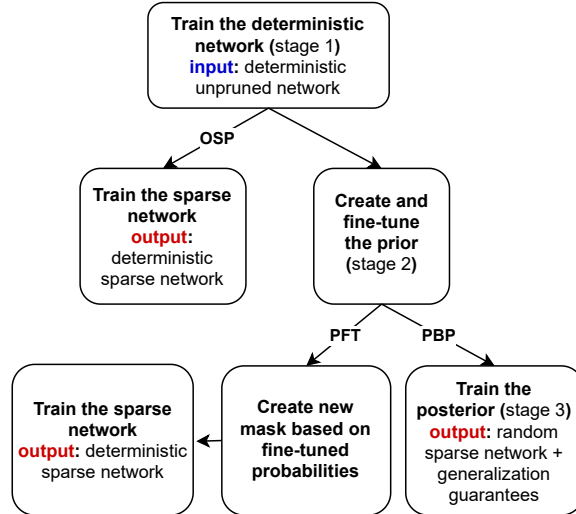 Train the deterministic
network (stage 1)
input: deterministic
unpruned network
OSP
Train the sparse
network
output:
deterministic
sparse network
Create and
fine-tune
the prior
(stage 2)
PFT
PBP
Train the sparse
network
output: deterministic
sparse network
Create new
mask based on
fine-tuned
probabilities
Train the
posterior (stage 3)
output: random
sparse network +
generalization
guarantees